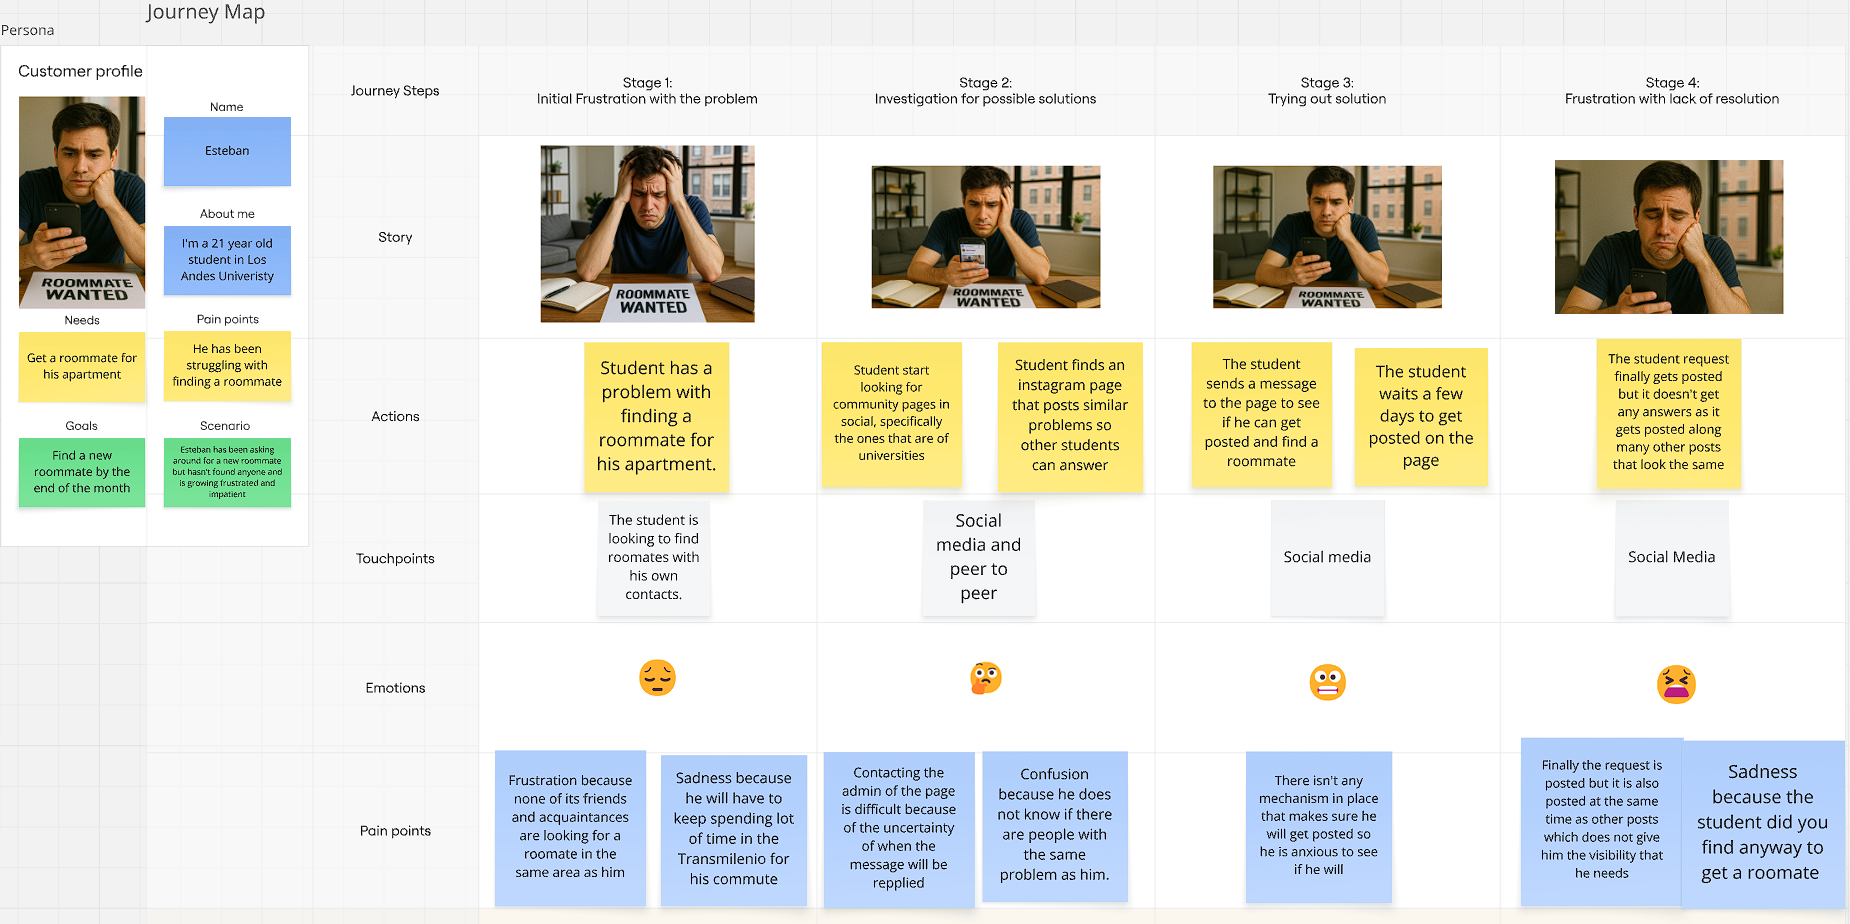 Journey Map
Persona
Customer profile
Name
Esteban
About me
I'm a 21 year old
student in Los
Andes Univeristy
ROOMMATE
WANTED
Needs
Get a roommate for
his apartment
Pain points
He has been
struggling with
finding a roommate
Goals
Find a new
roommate by the
end of the month
Scenario
Esteban has been asking
around for a new roommate
but hasn't found anyone and
is growing frustrated and
impatient
Journey Steps
Stage 1:
Initial Frustration with the problem
Stage 2:
Investigation for possible solutions
Stage 3:
Trying out solution
Stage 4:
Frustration with lack of resolution
Story
ROOMMATE
WANTED
ROOMMATE
WANTED
ROOMMATE
WANTED
Actions
Student has a
problem with
finding a
roommate for
his apartment.
Student start
looking for
community pages in
social, specifically
the ones that are of
universities
Student finds an
instagram page
that posts similar
problems so
other students
can answer
The student
sends a message
to the page to see
if he can get
posted and find a
roommate
The student
waits a few
days to get
posted on the
page
The student request
finally gets posted
but it doesn't get
any answers as it
gets posted along
many other posts
that look the same
Touchpoints
The student is
looking to find
roomates with
his own
contacts.
Social
media and
peer to
peer
Social media
Social Media
Emotions
Pain points
Frustration because
none of its friends
and acquaintances
are looking for a
roomate in the
same area as him
Sadness because
he will have to
keep spending lot
of time in the
Transmilenio for
his commute
Contacting the
admin of the page
is difficult because
of the uncertainty
of when the
message will be
repplied
Confusion
because he does
not know if there
are people with
the same
problem as him.
There isn't any
mechanism in place
that makes sure he
will get posted so
he is anxious to see
if he will
Finally the request is
posted but it is also
posted at the same
time as other posts
which does not give
him the visibility that
he needs
Sadness
because the
student did you
find anyway to
get a roomate